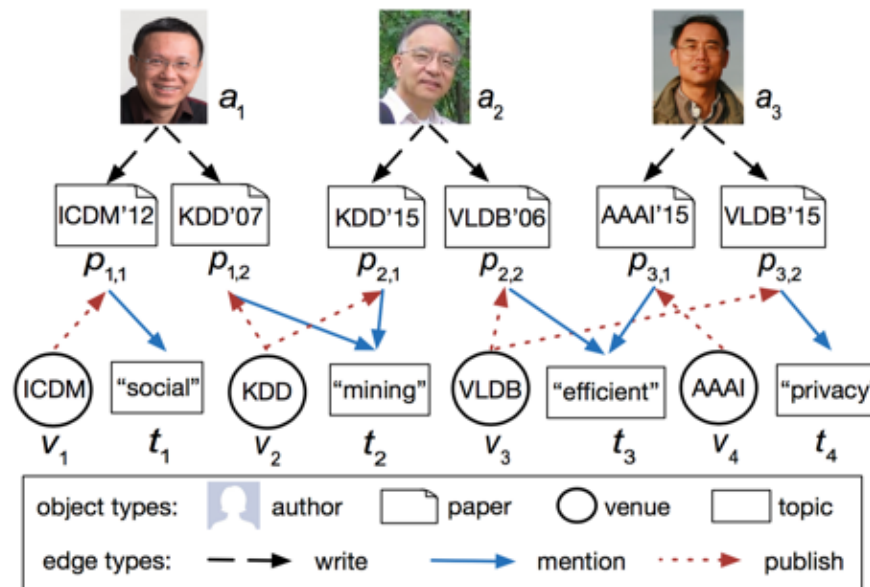 a1 a2 a3
ICDM'12 KDD'07 KDD'15 VLDB'06 AAAI'15 VLDB'15
p1,1 p1,2 p2,1 p2,2 p3,1 p3,2
ICDM "social" KDD "mining" VLDB "efficient" AAAI "privacy"
v1 t1 v2 t2 v3 t3 v4 t4
object types: author paper venue topic
edge types: write mention publish